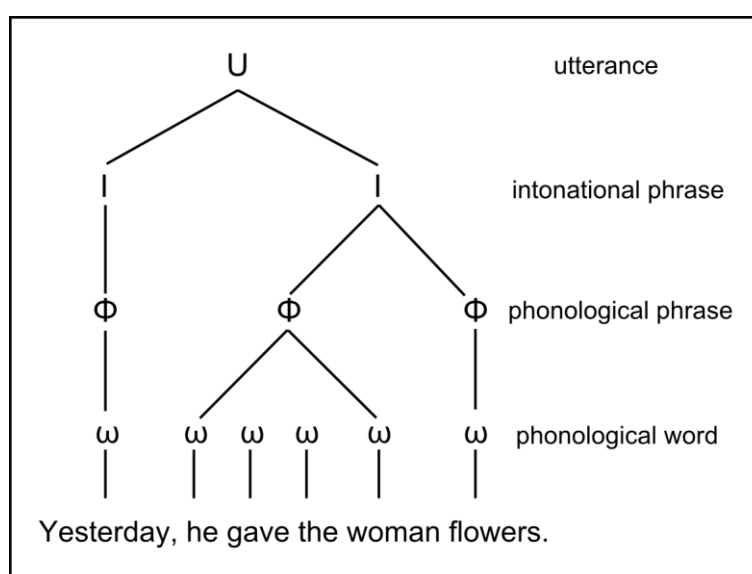 U utterance
I I intonational phrase
Φ Φ Φ phonological phrase
ω ω ω ω ω ω phonological word
Yesterday, he gave the woman flowers.